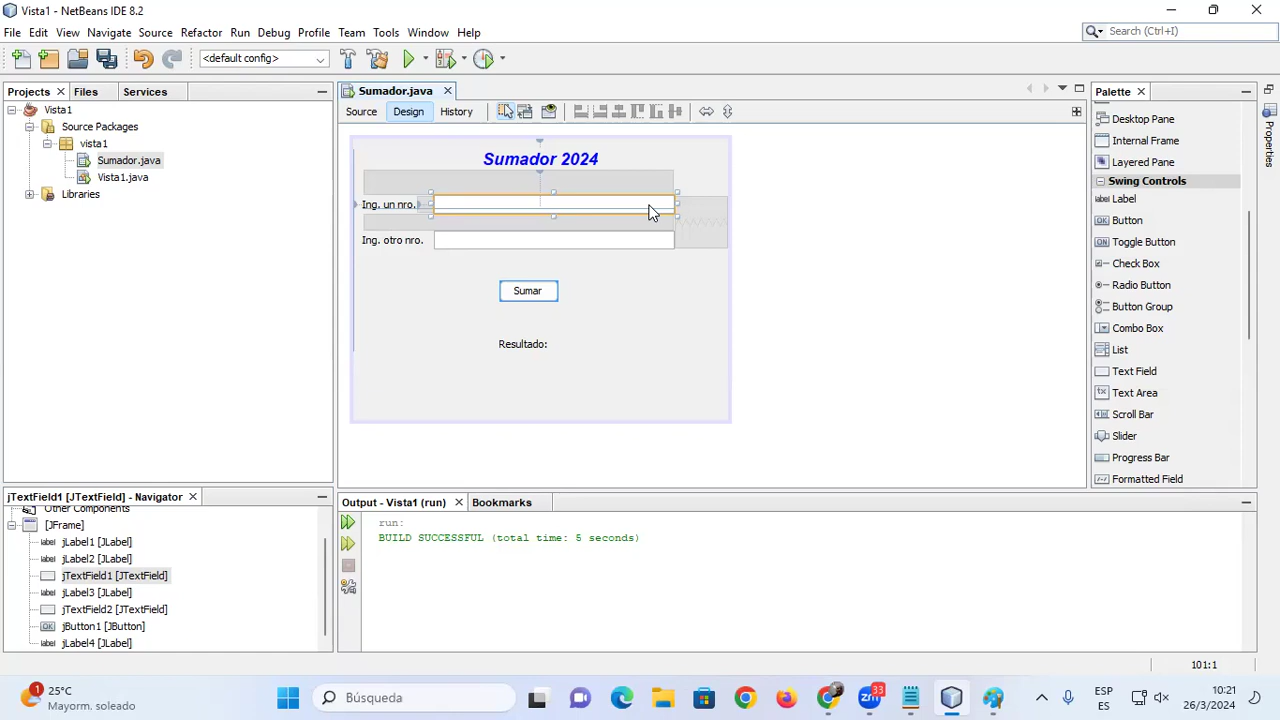 Vista1 - NetBeans IDE 8.2
File Edit View Navigate Source Refactor Run Debug Profile Team Tools Window Help
Search (Ctrl+I)
<default config>
Projects Files Services
Vista1
Source Packages
vista1
Sumador.java
Vista1.java
Libraries
Sumador.java
Source Design History
Sumador 2024
Ing. un nro.
Ing. otro nro.
Sumar
Resultado:
Palette
Desktop Pane
Internal Frame
Layered Pane
Swing Controls
Label
Button
Toggle Button
Check Box
Radio Button
Button Group
Combo Box
List
Text Field
Text Area
Scroll Bar
Slider
Progress Bar
Formatted Field
Properties
jTextField1 [JTextField] - Navigator
Other Components
[JFrame]
jLabel1 [JLabel]
jLabel2 [JLabel]
jTextField1 [JTextField]
jLabel3 [JLabel]
jTextField2 [JTextField]
jButton1 [JButton]
jLabel4 [JLabel]
Output - Vista1 (run) Bookmarks
run:
BUILD SUCCESSFUL (total time: 5 seconds)
101:1
1
25°C
Mayorm. soleado
Búsqueda
33
ESP
ES
10:21
26/3/2024